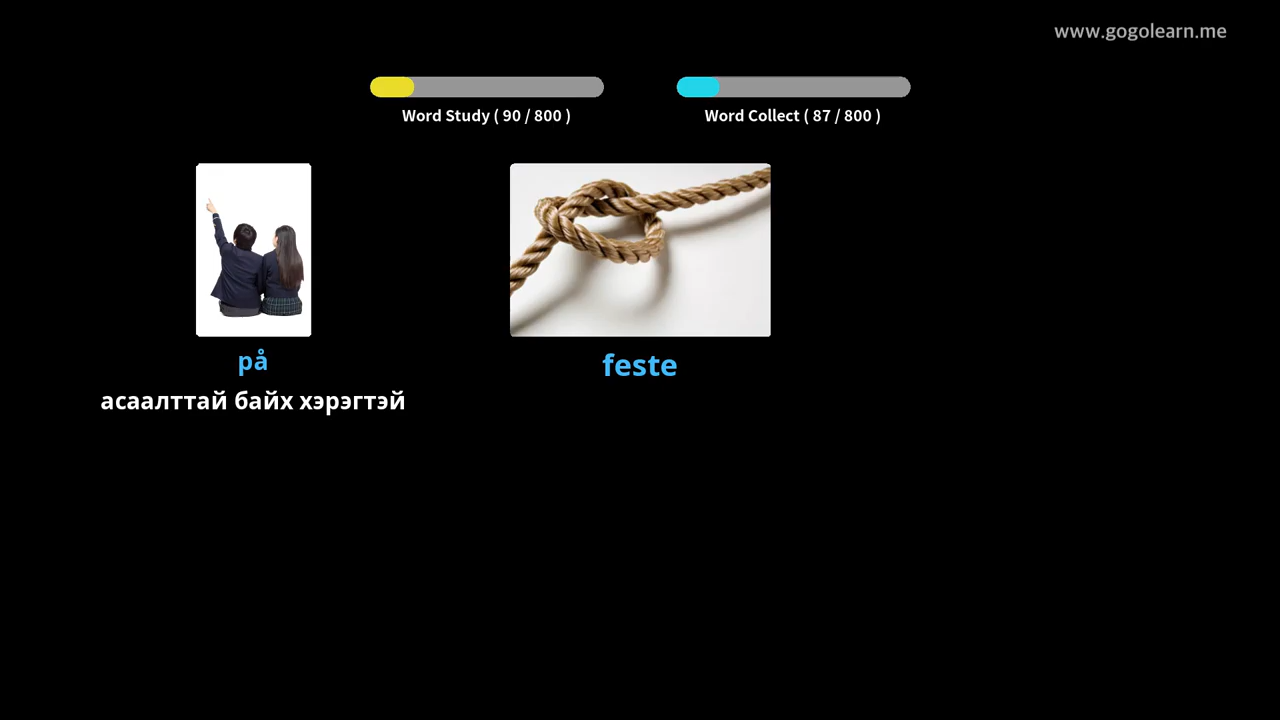 www.gogolearn.me
Word Study ( 90 / 800 )
Word Collect ( 87 / 800 )
på
feste
асаалттай байх хэрэгтэй